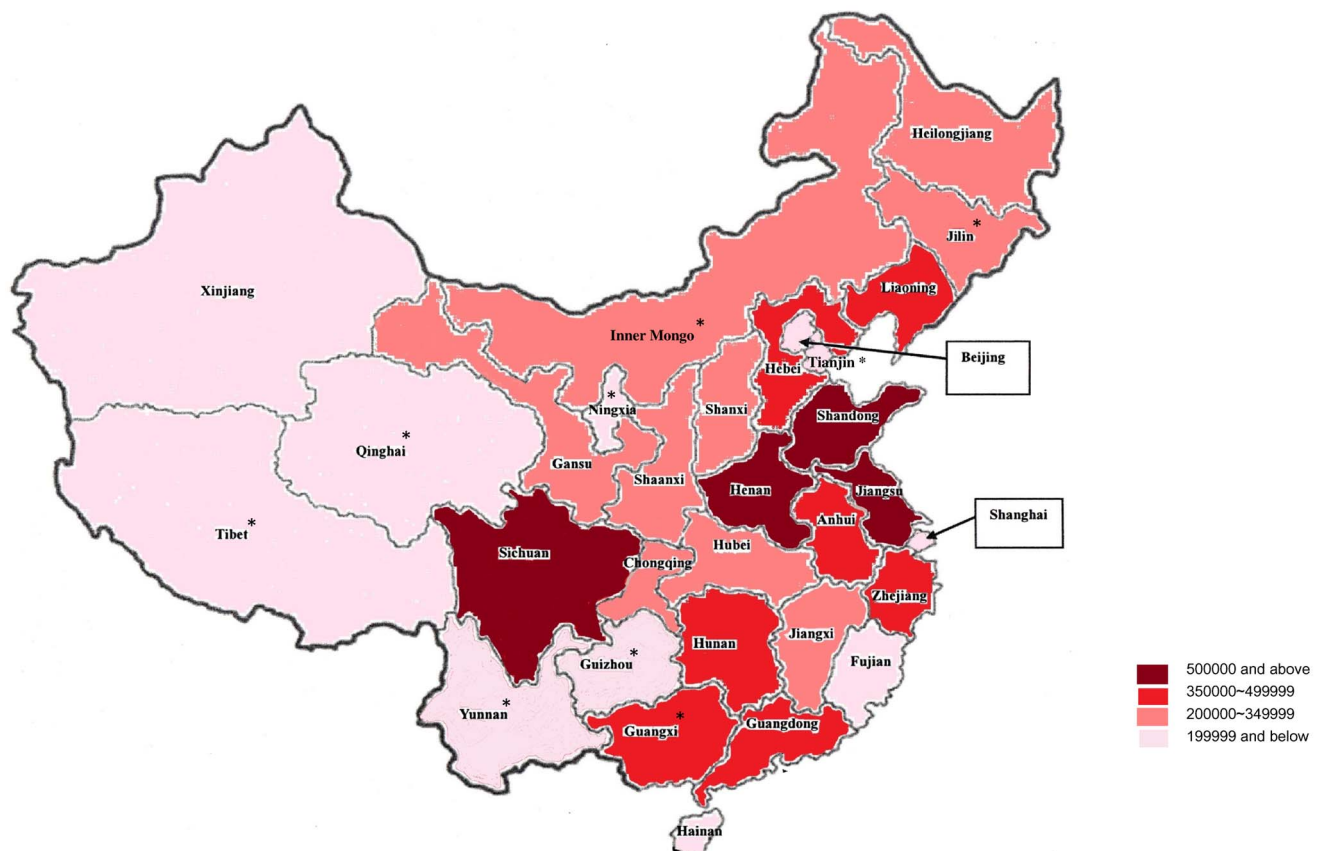 Heilongjiang
Jilin *
Liaoning
Xinjiang
Inner Mongo *
Beijing
Tianjin *
Hebei
Ningxia *
Shanxi
Shandong
Qinghai *
Gansu
Shaanxi
Henan
Jiangsu
Tibet *
Anhui
Shanghai
Sichuan
Hubei
Chongqing
Zhejiang
Hunan
Jiangxi
Guizhou *
Fujian
Yunnan *
Guangxi *
Guangdong
Hainan
500000 and above
350000~499999
200000~349999
199999 and below